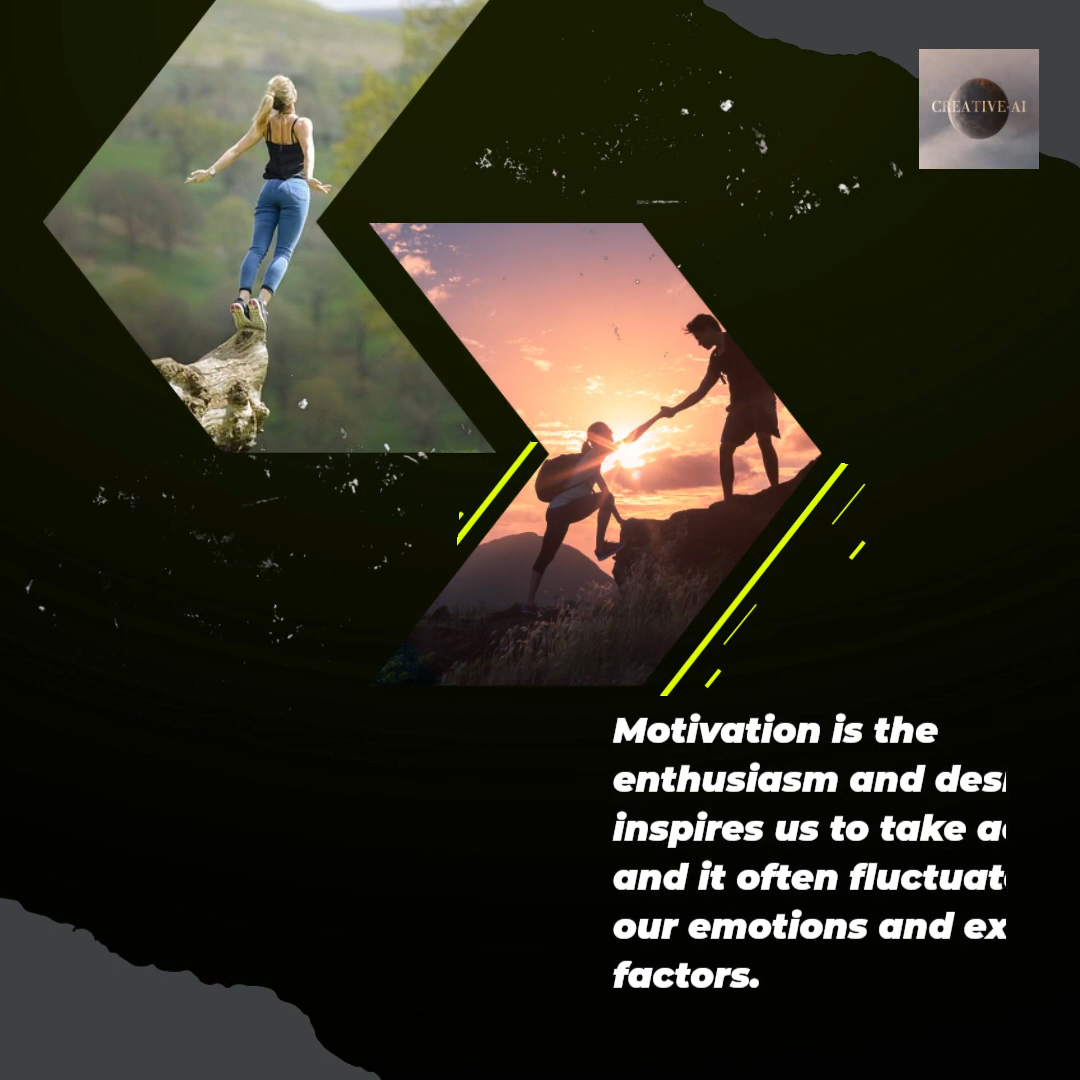 CREATIVE-AI
Motivation is the
enthusiasm and
inspires us to take
and it often
our emotions and
factors.